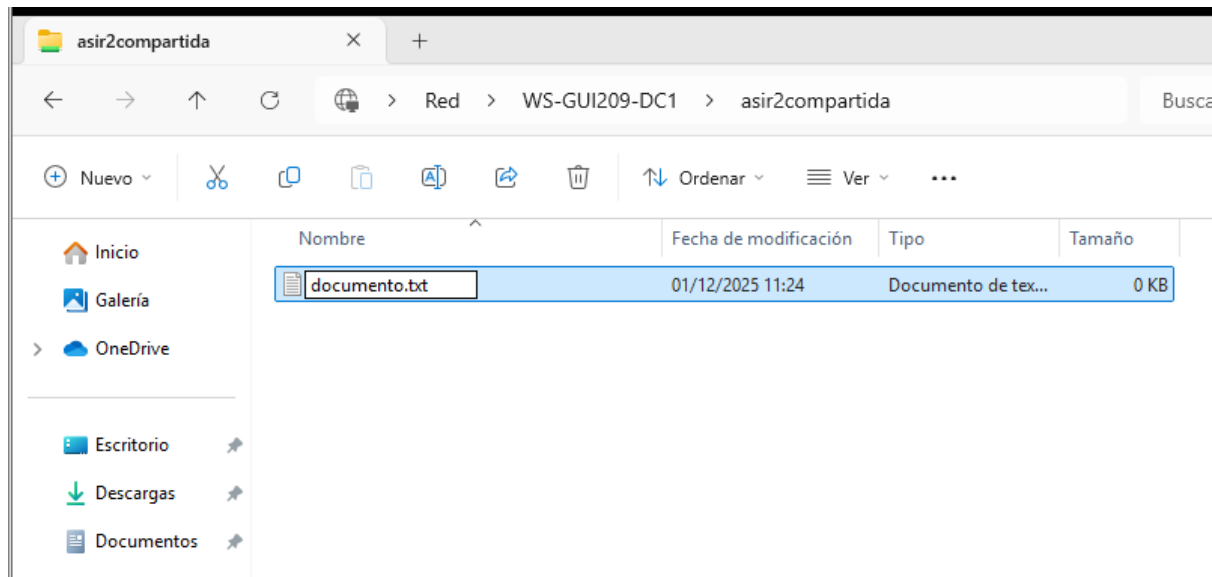 asir2compartida
Red > WS-GUI209-DC1 > asir2compartida Busca
Nuevo Ordenar Ver ...
Inicio
Galería
OneDrive
Escritorio
Descargas
Documentos
Nombre Fecha de modificación Tipo Tamaño
documento.txt 01/12/2025 11:24 Documento de tex... 0 KB